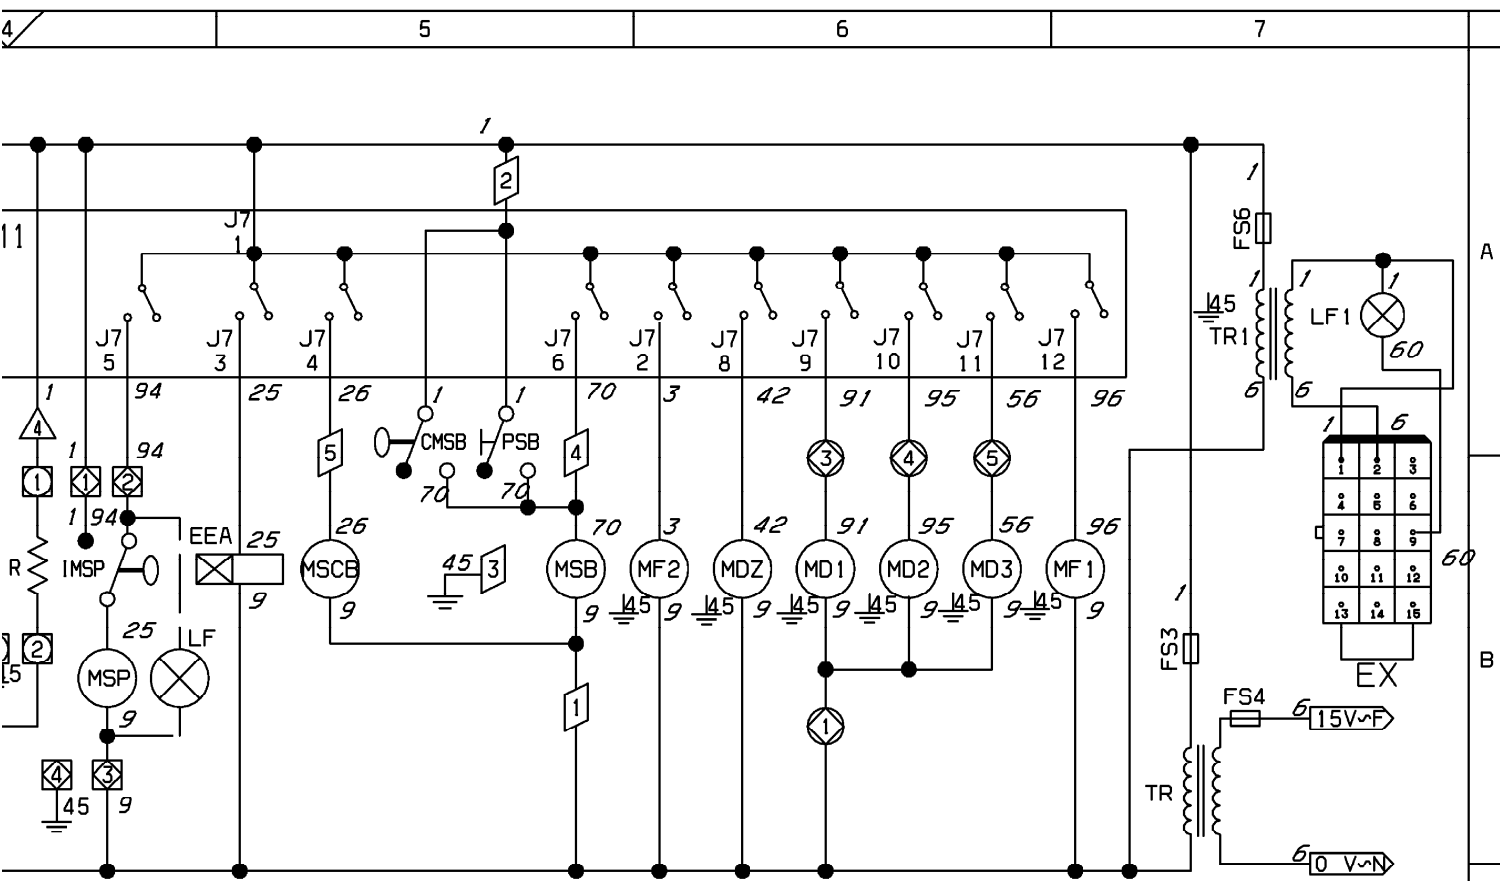 4 5 6 7
1
2
1
11 J7 FS6 A
1
1 1 1
45 LF1
TR1
J7 J7 J7 J7 J7 J7 J7 J7 J7 J7 60
5 3 4 6 2 8 9 10 11 12
1 94 25 26 70 3 42 91 95 56 96 6 6
1 1
4 1 6
1 94 5 CMSB PSB 4 3 4 5
1 1 2 1 2 3
70 70 4 5 6
1 94 26 70 3 42 91 95 56 96
EEA 25 7 8 9
45 60
R IMSP MSCB 3 MSB MF2 MDZ MD1 MD2 MD3 MF1 10 11 12
9 9 9 45 9 45 9 45 9 45 9 45 9 45 9 1
13 14 15
25 LF
2 FS3 B
15 MSP EX
9 1 1 FS4 6 15V~F
4 3
45 9 TR
6 0 V~N